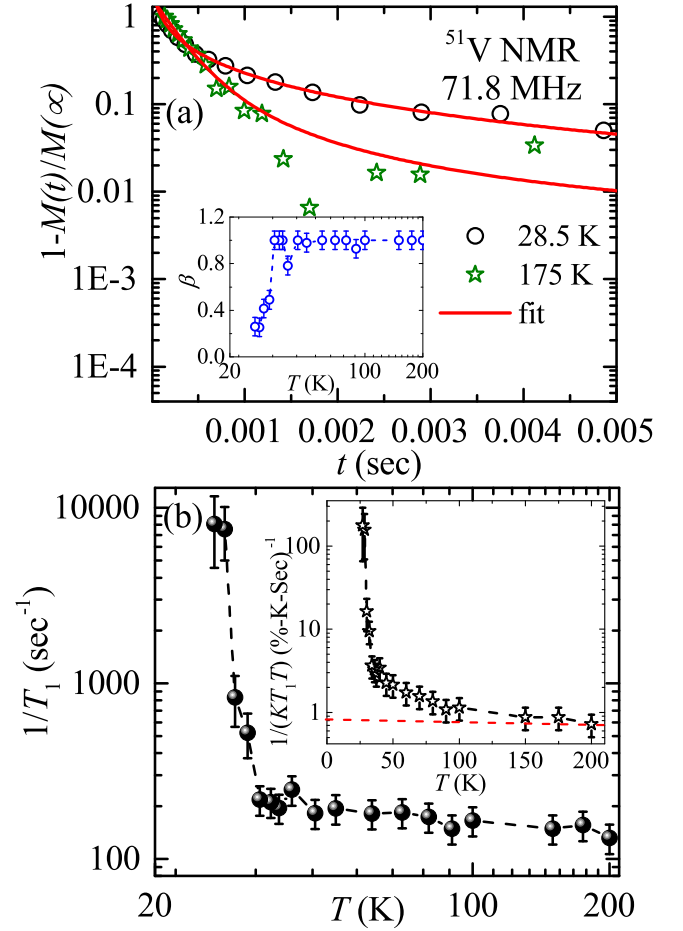 1
⁵¹V NMR
71.8 MHz
0.1
(a)
0.01
1E-3
1E-4
1-M(t)/M(∝)
28.5 K
175 K
fit
1.2
0.8
0.4
0.0
β
20
100
200
T (K)
0.001
0.002
0.003
0.004
0.005
t (sec)
(b)
10000
1000
100
1/T₁ (sec⁻¹)
100
10
1
1/(KT₁T) (%-K-Sec)⁻¹
0
50
100
150
200
T (K)
20
100
200
T (K)